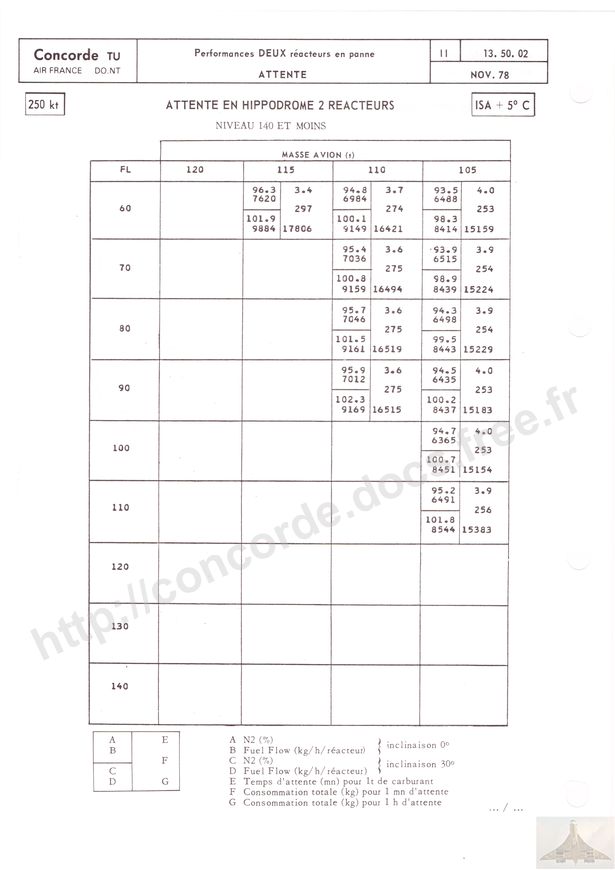 Concorde TU
AIR FRANCE DO.NT
Performances DEUX réacteurs en panne
ATTENTE
II
13. 50. 02
NOV. 78
250 kt
ATTENTE EN HIPPODROME 2 REACTEURS
ISA + 5° C
NIVEAU 140 ET MOINS
MASSE AVION (t)
FL 120 115 110 105
60
96.3 3.4 94.8 3.7 93.5 4.0
7620 6984 6488
297 274 253
101.9 100.1 98.3
9884 17806 9149 16421 8414 15159
70
95.4 3.6 93.9 3.9
7036 6515
275 254
100.8 98.9
9159 16494 8439 15224
80
95.7 3.6 94.3 3.9
7046 6498
275 254
101.5 99.5
9161 16519 8443 15229
90
95.9 3.6 94.5 4.0
7012 6435
275 253
102.3 100.2
9169 16515 8437 15183
100
94.7 4.0
6365
253
100.7
8451 15154
110
95.2 3.9
6491
256
101.8
8544 15383
120
130
140
http://concorde.docs.free.fr
A E
B
F
C
D G
A N2 (%)
B Fuel Flow (kg/h/réacteur)
inclinaison 0°
C N2 (%)
D Fuel Flow (kg/h/réacteur)
inclinaison 30°
E Temps d'attente (mn) pour 1t de carburant
F Consommation totale (kg) pour 1 mn d'attente
G Consommation totale (kg) pour 1 h d'attente
... / ...